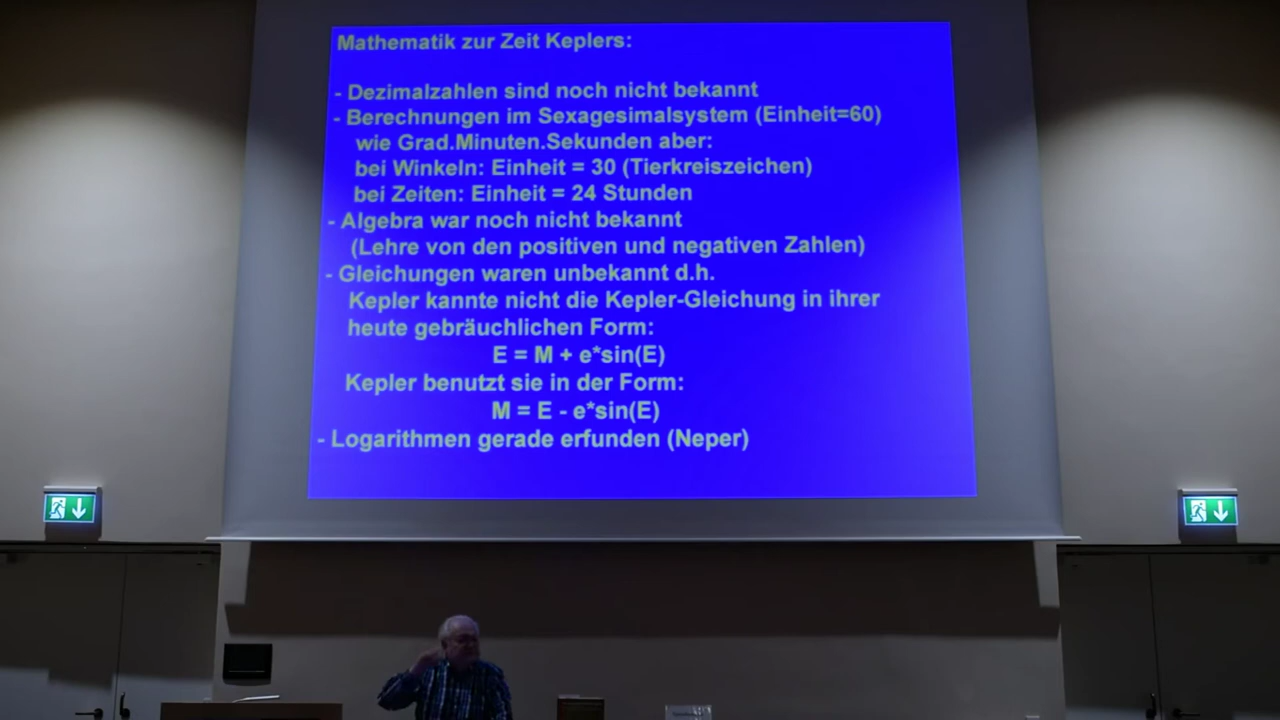 Mathematik zur Zeit Keplers:
- Dezimalzahlen sind noch nicht bekannt
- Berechnungen im Sexagesimalsystem (Einheit=60)
wie Grad.Minuten.Sekunden aber:
bei Winkeln: Einheit = 30 (Tierkreiszeichen)
bei Zeiten: Einheit = 24 Stunden
- Algebra war noch nicht bekannt
(Lehre von den positiven und negativen Zahlen)
- Gleichungen waren unbekannt d.h.
Kepler kannte nicht die Kepler-Gleichung in ihrer
heute gebräuchlichen Form:
E = M + e*sin(E)
Kepler benutzt sie in der Form:
M = E - e*sin(E)
- Logarithmen gerade erfunden (Neper)